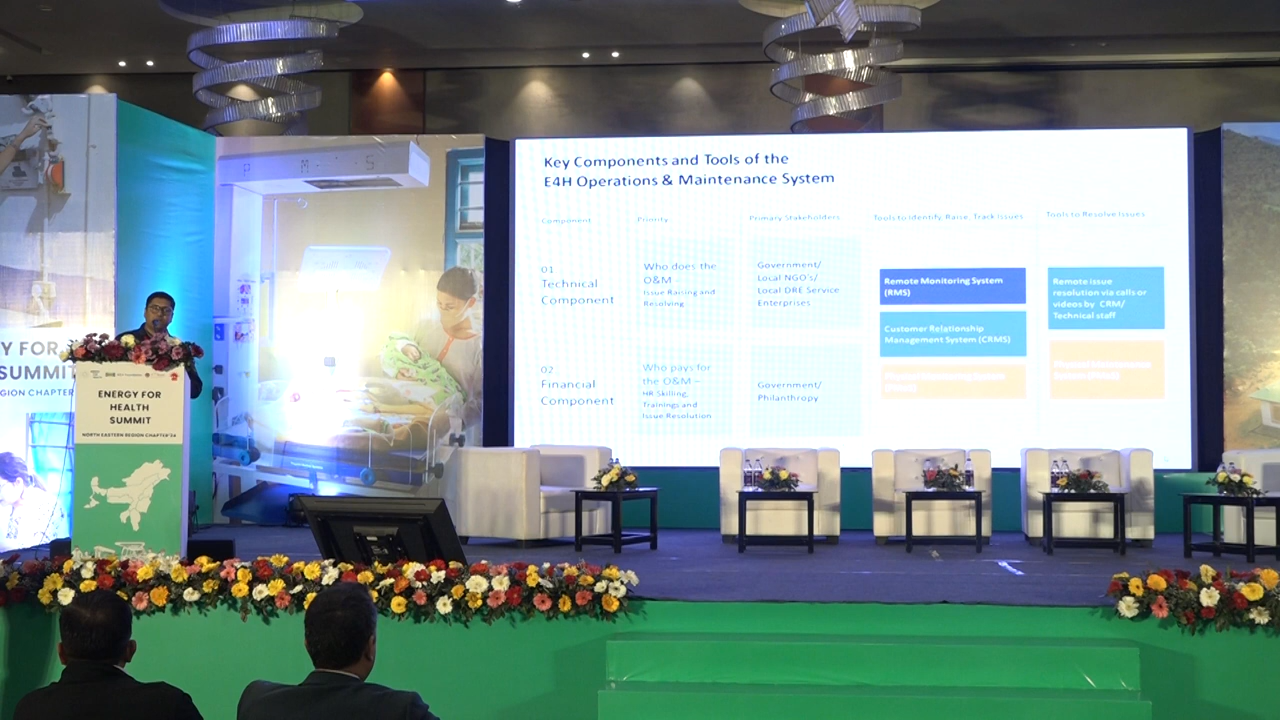 Key Components and Tools of the
E4H Operations & Maintenance System
Component
Priority
Primary Stakeholders
Tools to Identify, Raise, Track Issues
Tools to Resolve Issues
01
Technical
Component
Who does the
O&M –
Issue Raising and
Resolving
Government/
Local NGO's/
Local DRE Service
Enterprises
Remote Monitoring System
(RMS)
Customer Relationship
Management System (CRMS)
Remote issue
resolution via calls or
videos by CRM/
Technical staff
02
Financial
Component
Who pays for
the O&M –
HR Skilling,
Trainings and
Issue Resolution
Government/
Philanthropy
Y FOR
SUMMIT
EGION CHAPTER
ENERGY FOR
HEALTH
SUMMIT
NORTH EASTERN REGION CHAPTER'24